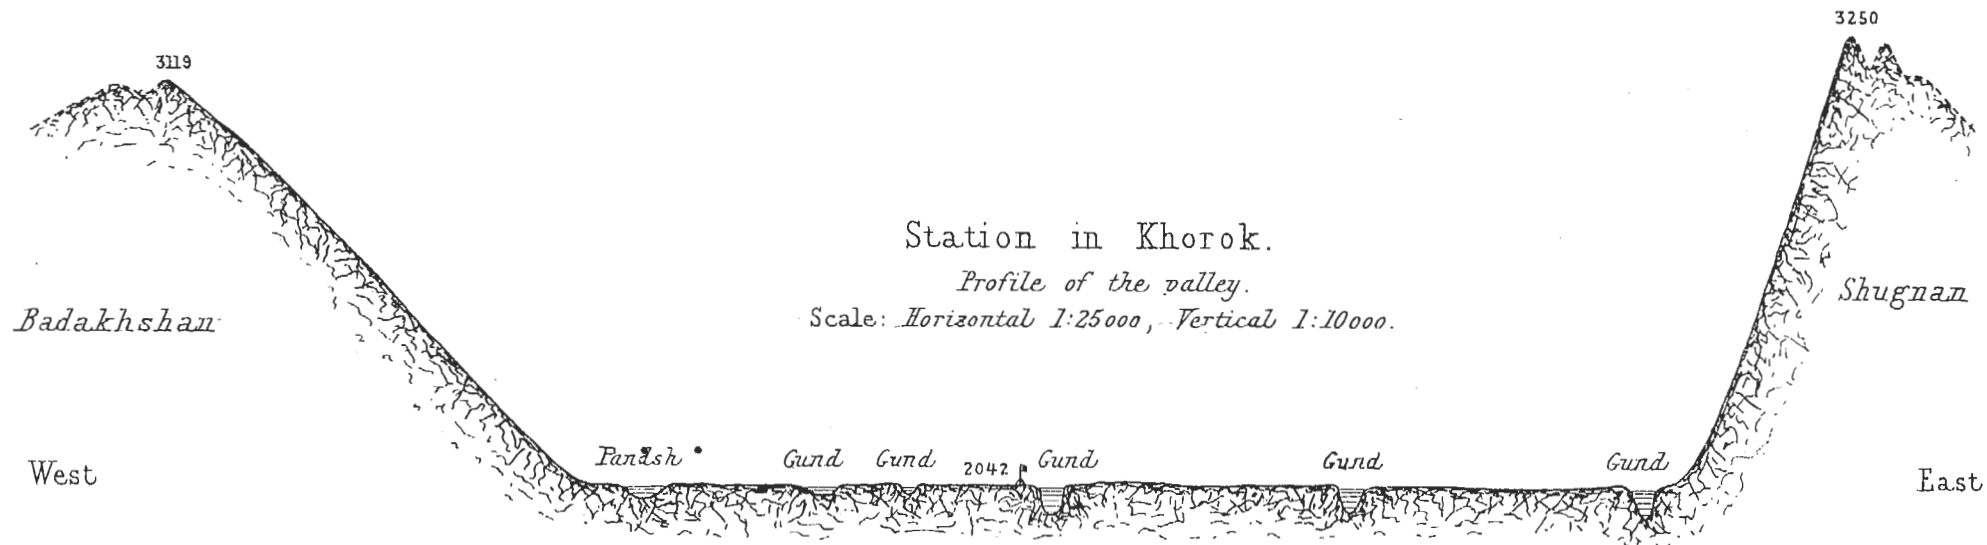 3250
3119
Station in Khorok.
Profile of the valley.
Scale: Horizontal 1:25000, Vertical 1:10000.
Badakhshan
Shugnan
Gund Gund 2042 Gund Gund Gund
West
East